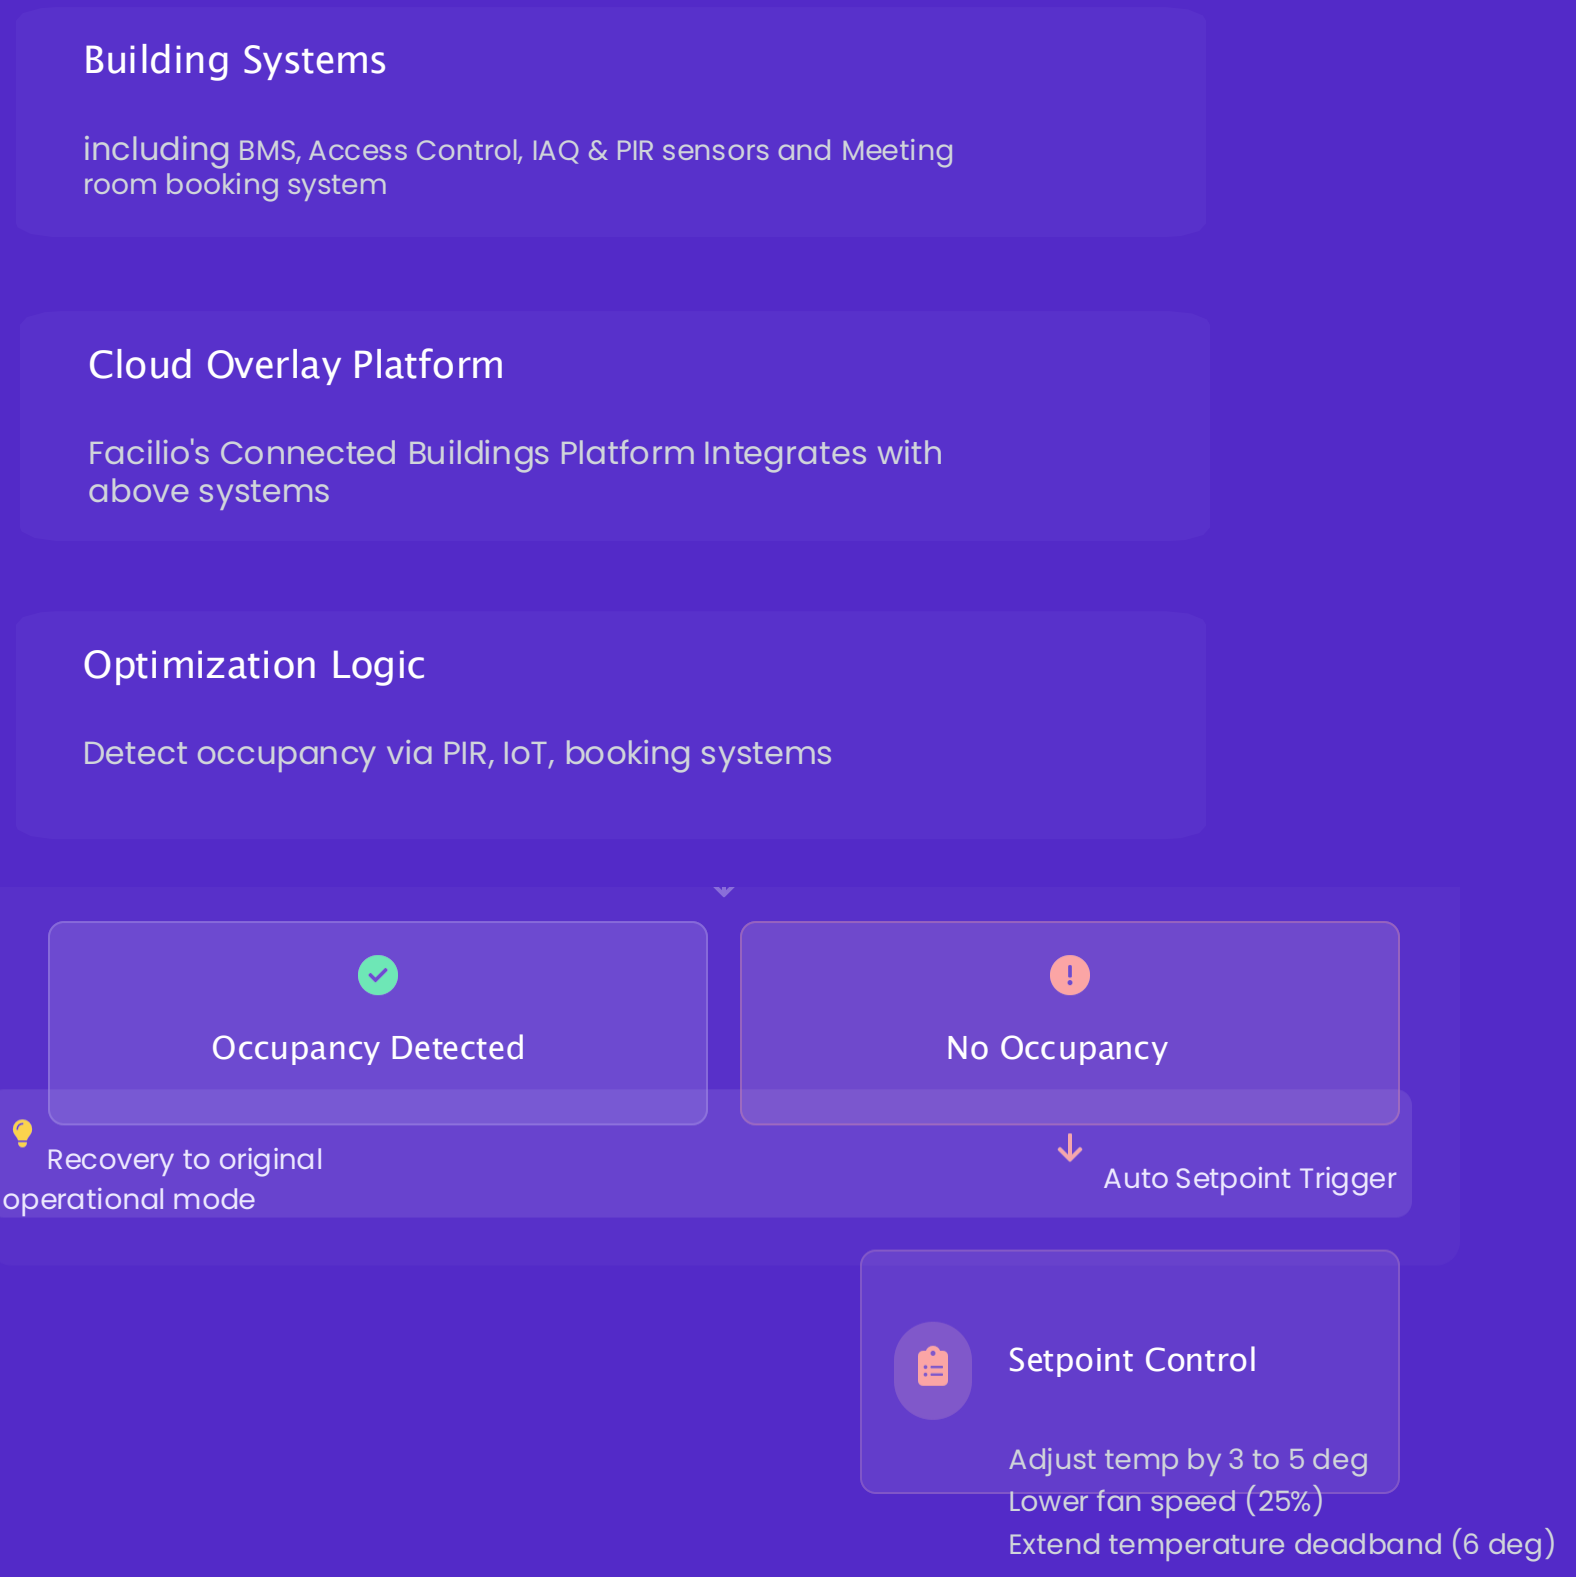 Building Systems
including BMS, Access Control, IAQ & PIR sensors and Meeting
room booking system
Cloud Overlay Platform
Facilio's Connected Buildings Platform Integrates with
above systems
Optimization Logic
Detect occupancy via PIR, IoT, booking systems
Occupancy Detected
No Occupancy
Recovery to original
operational mode
Auto Setpoint Trigger
Setpoint Control
Adjust temp by 3 to 5 deg
Lower fan speed (25%)
Extend temperature deadband (6 deg)